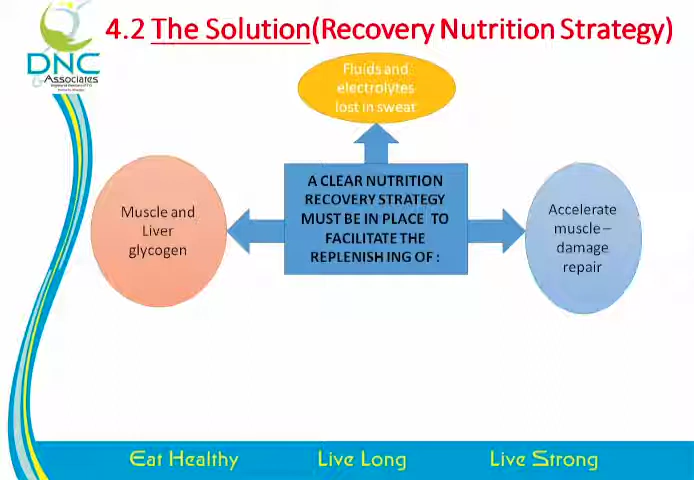 4.2 The Solution(Recovery Nutrition Strategy)
DNC
& Associates
Fluids and
electrolytes
lost in sweat
A CLEAR NUTRITION
RECOVERY STRATEGY
MUST BE IN PLACE TO
FACILITATE THE
REPLENISHING OF :
Muscle and
Liver
glycogen
Accelerate
muscle –
damage
repair
Eat Healthy
Live Long
Live Strong